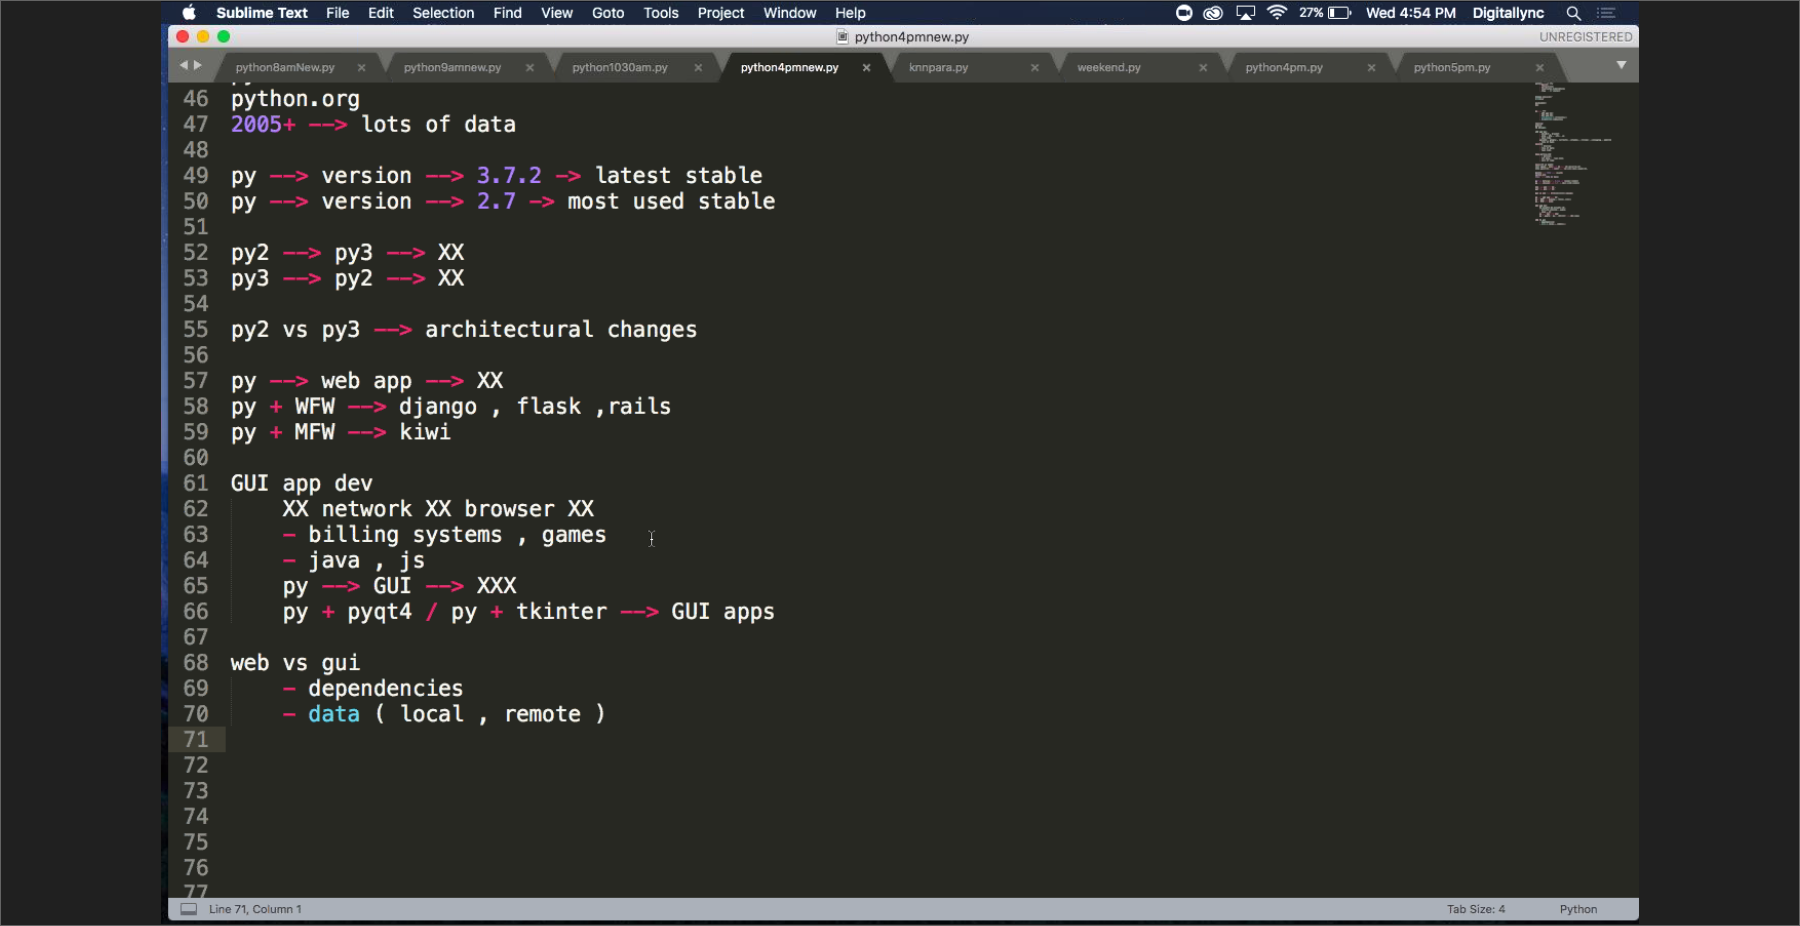 Sublime Text File Edit Selection Find View Goto Tools Project Window Help 27% Wed 4:54 PM Digitallync
python4pmnew.py UNREGISTERED
python8amNew.py python9amnew.py python1030am.py python4pmnew.py knnpara.py weekend.py python4pm.py python5pm.py
46 python.org
47 2005+ --> lots of data
48
49 py --> version --> 3.7.2 -> latest stable
50 py --> version --> 2.7 -> most used stable
51
52 py2 --> py3 --> XX
53 py3 --> py2 --> XX
54
55 py2 vs py3 --> architectural changes
56
57 py --> web app --> XX
58 py + WFW --> django , flask ,rails
59 py + MFW --> kiwi
60
61 GUI app dev
62 XX network XX browser XX
63 - billing systems , games
64 - java , js
65 py --> GUI --> XXX
66 py + pyqt4 / py + tkinter --> GUI apps
67
68 web vs gui
69 - dependencies
70 - data ( local , remote )
71
72
73
74
75
76
77
Line 71, Column 1 Tab Size: 4 Python